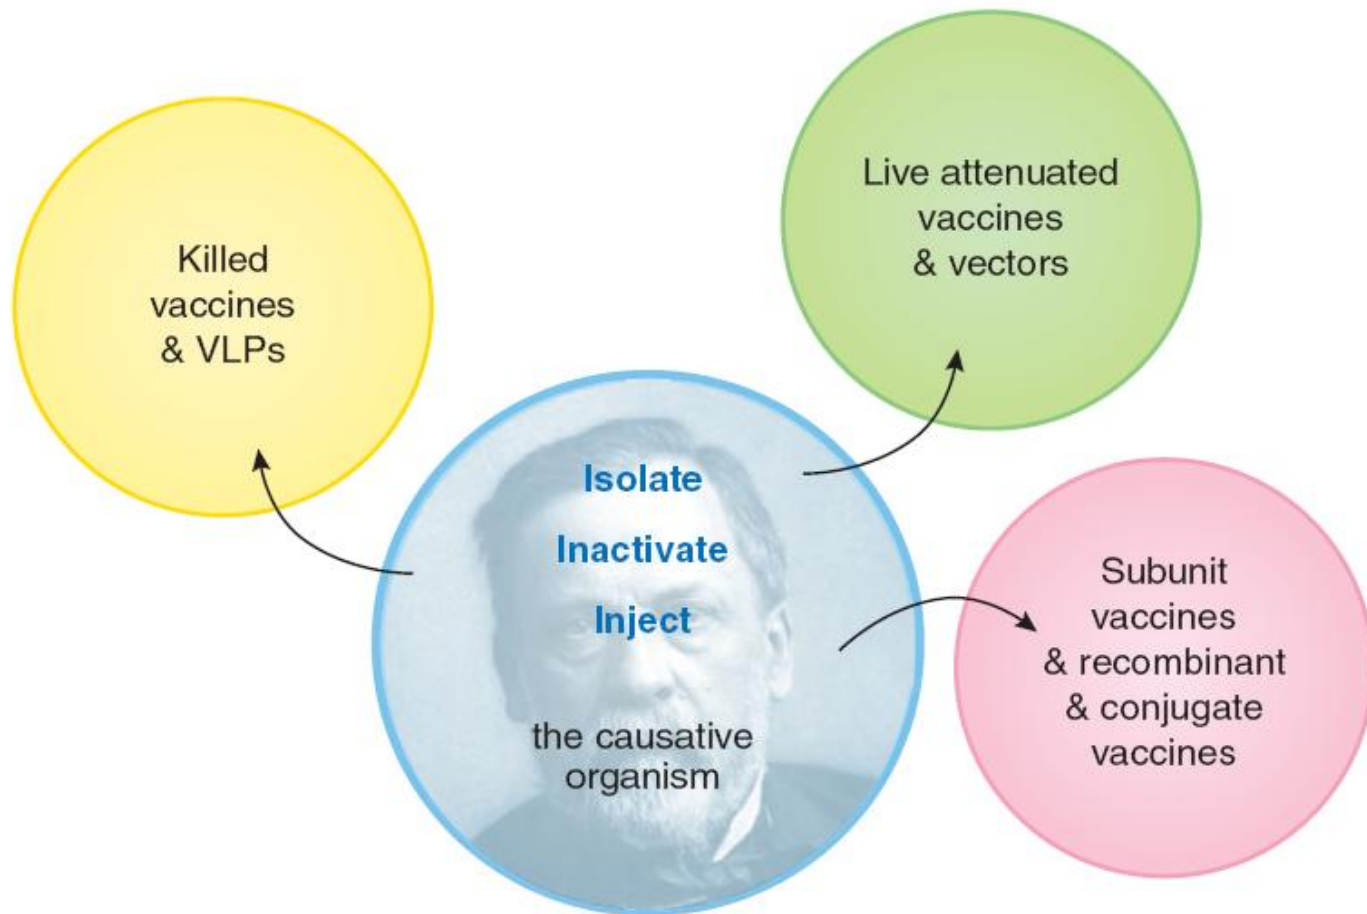 Killed
vaccines
& VLPs
Live attenuated
vaccines
& vectors
Isolate
Inactivate
Inject
the causative
organism
Subunit
vaccines
& recombinant
& conjugate
vaccines